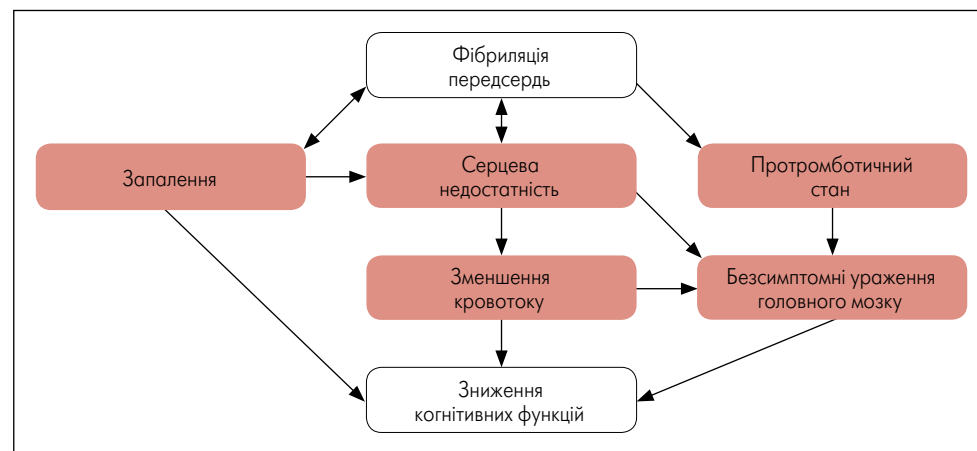 Фібриляція
передсердь
Запалення
Серцева
недостатність
Протромботичний
стан
Зменшення
кровотоку
Безсимптомні ураження
головного мозку
Зниження
когнітивних функцій